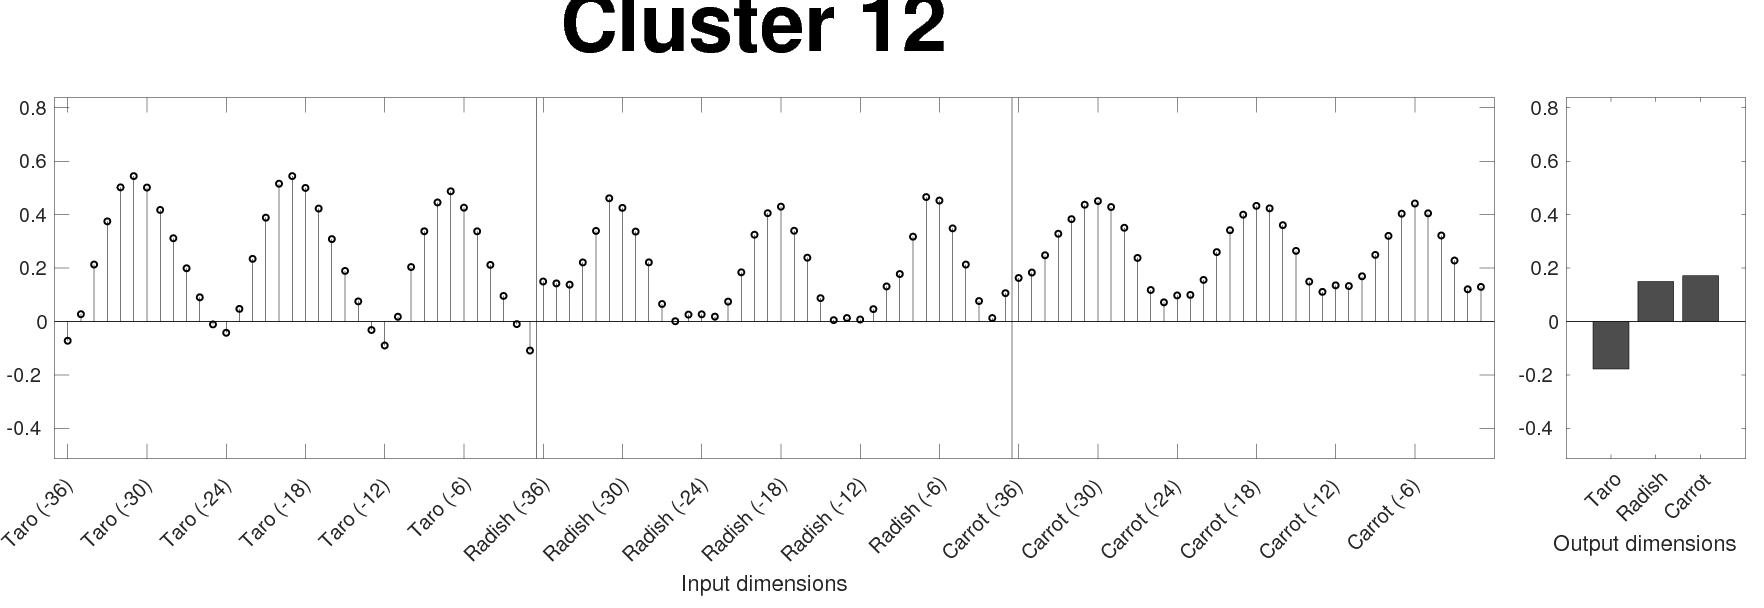 Cluster 12
0.8
0.6
0.4
0.2
0
-0.2
-0.4
Taro (-36)
Taro (-30)
Taro (-24)
Taro (-18)
Taro (-12)
Taro (-6)
Radish (-36)
Radish (-30)
Radish (-24)
Radish (-18)
Radish (-12)
Radish (-6)
Carrot (-36)
Carrot (-30)
Carrot (-24)
Carrot (-18)
Carrot (-12)
Carrot (-6)
Input dimensions
0.8
0.6
0.4
0.2
0
-0.2
-0.4
Taro
Radish
Carrot
Output dimensions